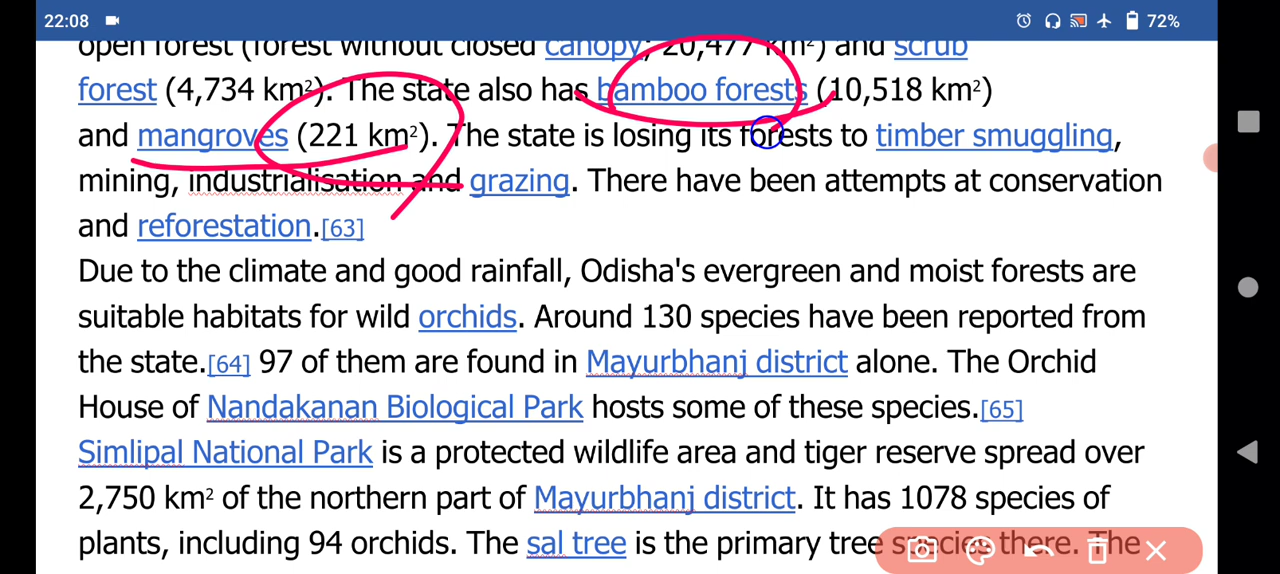 22:08 72%
open forest (forest without closed canopy; 20,477 km²) and scrub
forest (4,734 km²). The state also has bamboo forests (10,518 km²)
and mangroves (221 km²). The state is losing its forests to timber smuggling,
mining, industrialisation and grazing. There have been attempts at conservation
and reforestation.[63]
Due to the climate and good rainfall, Odisha's evergreen and moist forests are
suitable habitats for wild orchids. Around 130 species have been reported from
the state.[64] 97 of them are found in Mayurbhanj district alone. The Orchid
House of Nandakanan Biological Park hosts some of these species.[65]
Simlipal National Park is a protected wildlife area and tiger reserve spread over
2,750 km² of the northern part of Mayurbhanj district. It has 1078 species of
plants, including 94 orchids. The sal tree is the primary tree species there. The